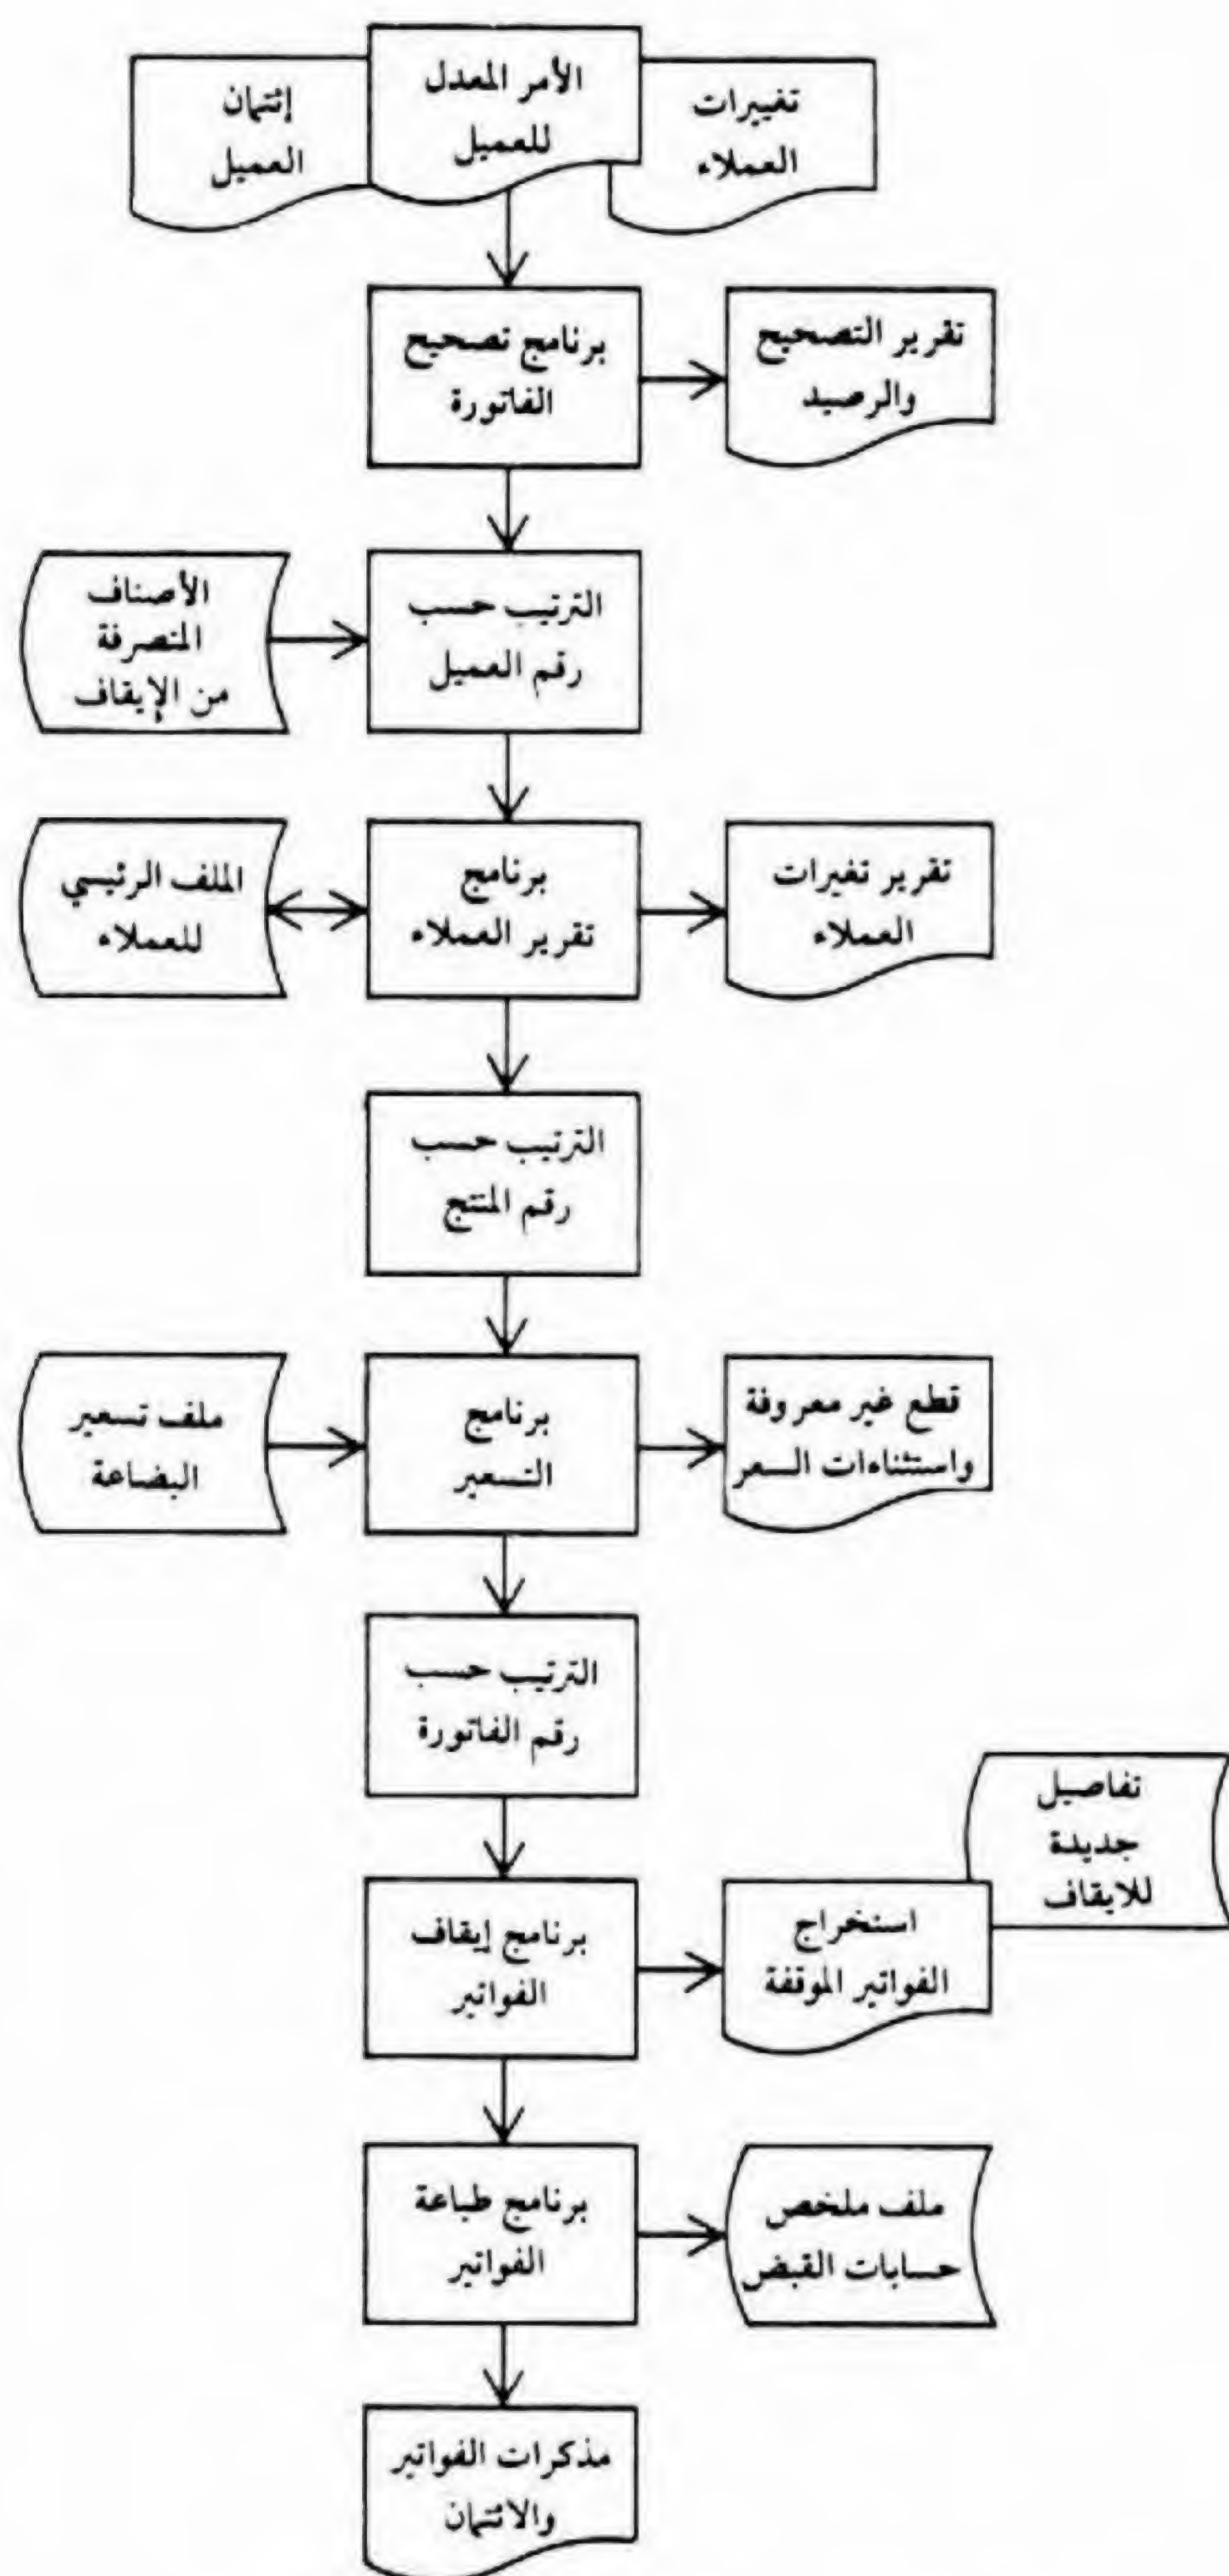 تغييرات
العملاء
الأمر المعدل
للعميل
إئتمان
العميل
برنامج تصحيح
الفاتورة
تقرير التصحيح
والرصيد
الترتيب حسب
رقم العميل
الأصناف
المنصرفة
من الإيقاف
تقرير تغيرات
العملاء
برنامج
تقرير العملاء
الملف الرئيسي
للعملاء
الترتيب حسب
رقم المنتج
قطع غير معروفة
واستثناءات السعر
برنامج
التسعير
ملف تسعير
البضاعة
الترتيب حسب
رقم الفاتورة
تفاصيل
جديدة
للايقاف
استخراج
الفواتير الموقفة
برنامج إيقاف
الفواتير
ملف ملخص
حسابات القبض
برنامج طباعة
الفواتير
مذكرات الفواتير
والائتمان